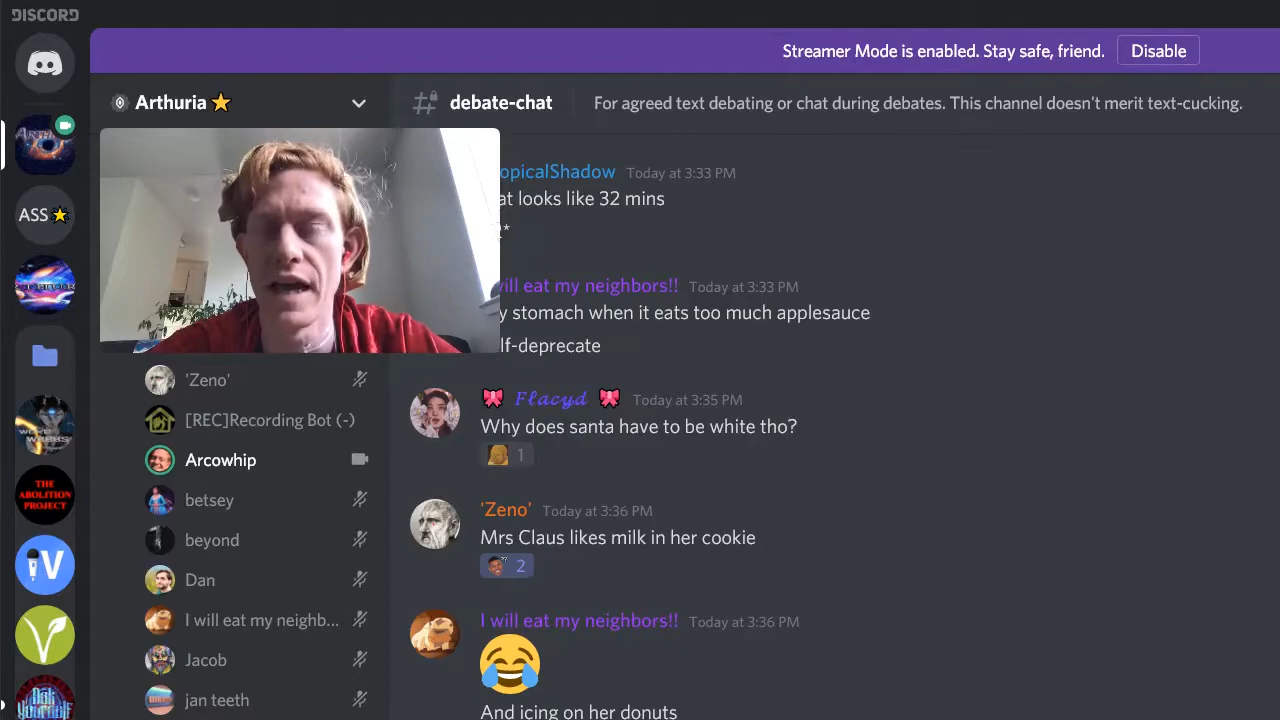 DISCORD
Streamer Mode is enabled. Stay safe, friend. Disable
Arthuria
debate-chat
For agreed text debating or chat during debates. This channel doesn't merit text-cucking.
opicalShadow Today at 3:33 PM
at looks like 32 mins
ASS
ill eat my neighbors!! Today at 3:33 PM
y stomach when it eats too much applesauce
lf-deprecate
'Zeno'
[REC]Recording Bot (-)
Arcowhip
betsey
beyond
Dan
I will eat my neighb...
Jacob
jan teeth
Flacyd Today at 3:35 PM
Why does santa have to be white tho?
1
'Zeno' Today at 3:36 PM
Mrs Claus likes milk in her cookie
2
I will eat my neighbors!! Today at 3:36 PM
And icing on her donuts
THE
ABOLITION
PROJECT
V